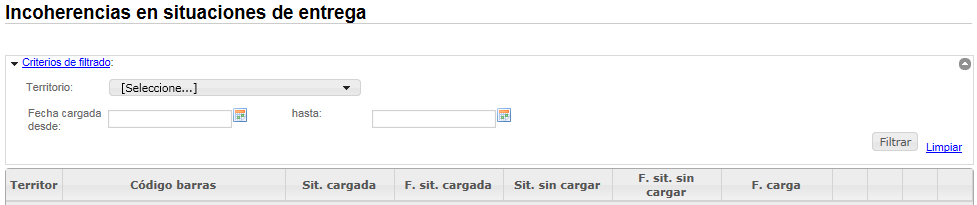 Incoherencias en situaciones de entrega
Criterios de filtrado:
Territorio: [Seleccione...]
Fecha cargada desde: hasta:
Filtrar Limpiar
Territor Código barras Sit. cargada F. sit. cargada Sit. sin cargar F. sit. sin cargar F. carga